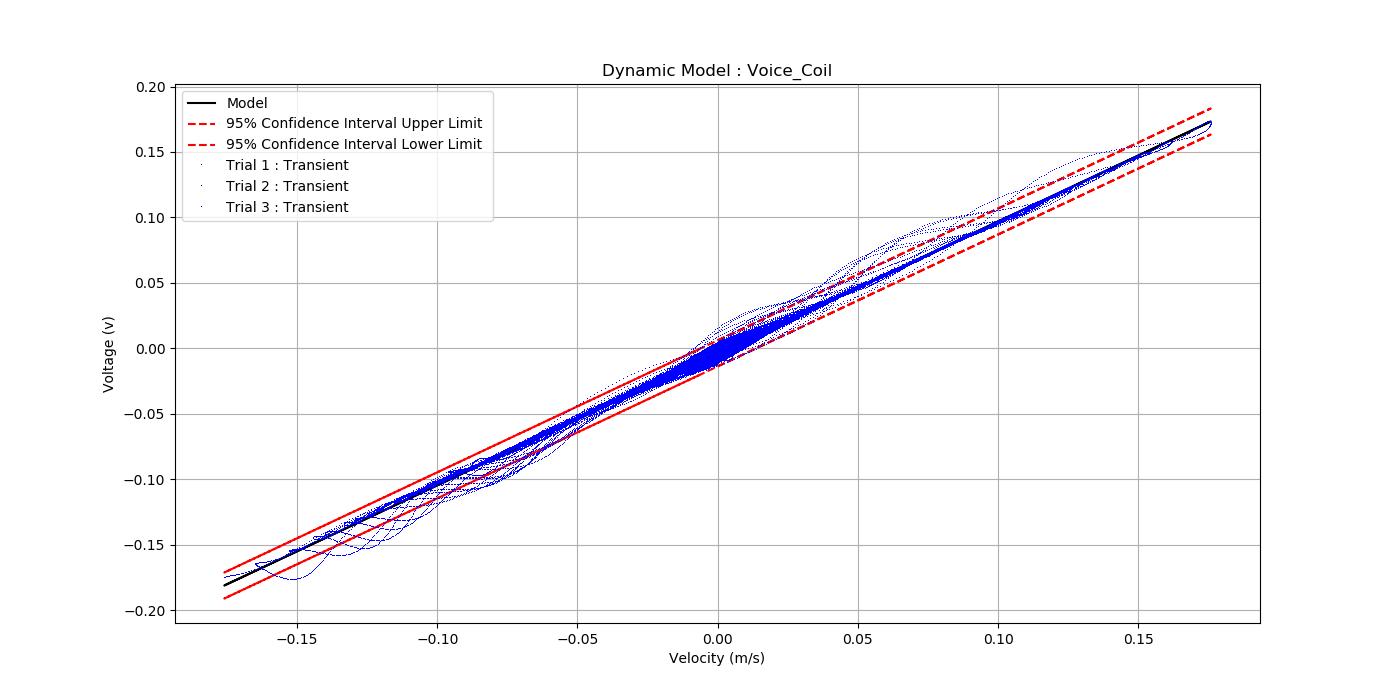 Dynamic Model : Voice_Coil
0.20
0.15
0.10
0.05
0.00
−0.05
−0.10
−0.15
−0.20
Voltage (v)
Model
95% Confidence Interval Upper Limit
95% Confidence Interval Lower Limit
Trial 1 : Transient
Trial 2 : Transient
Trial 3 : Transient
−0.15 −0.10 −0.05 0.00 0.05 0.10 0.15
Velocity (m/s)